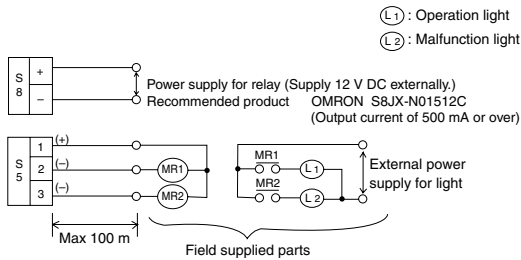 L1 : Operation light
L2 : Malfunction light
S8
+
–
Power supply for relay (Supply 12 V DC externally.)
Recommended product OMRON S8JX-N01512C
(Output current of 500 mA or over)
S5
1 (+)
2 (–) MR1
3 (–) MR2
MR1 L1
MR2 L2
External power
supply for light
Max 100 m
Field supplied parts